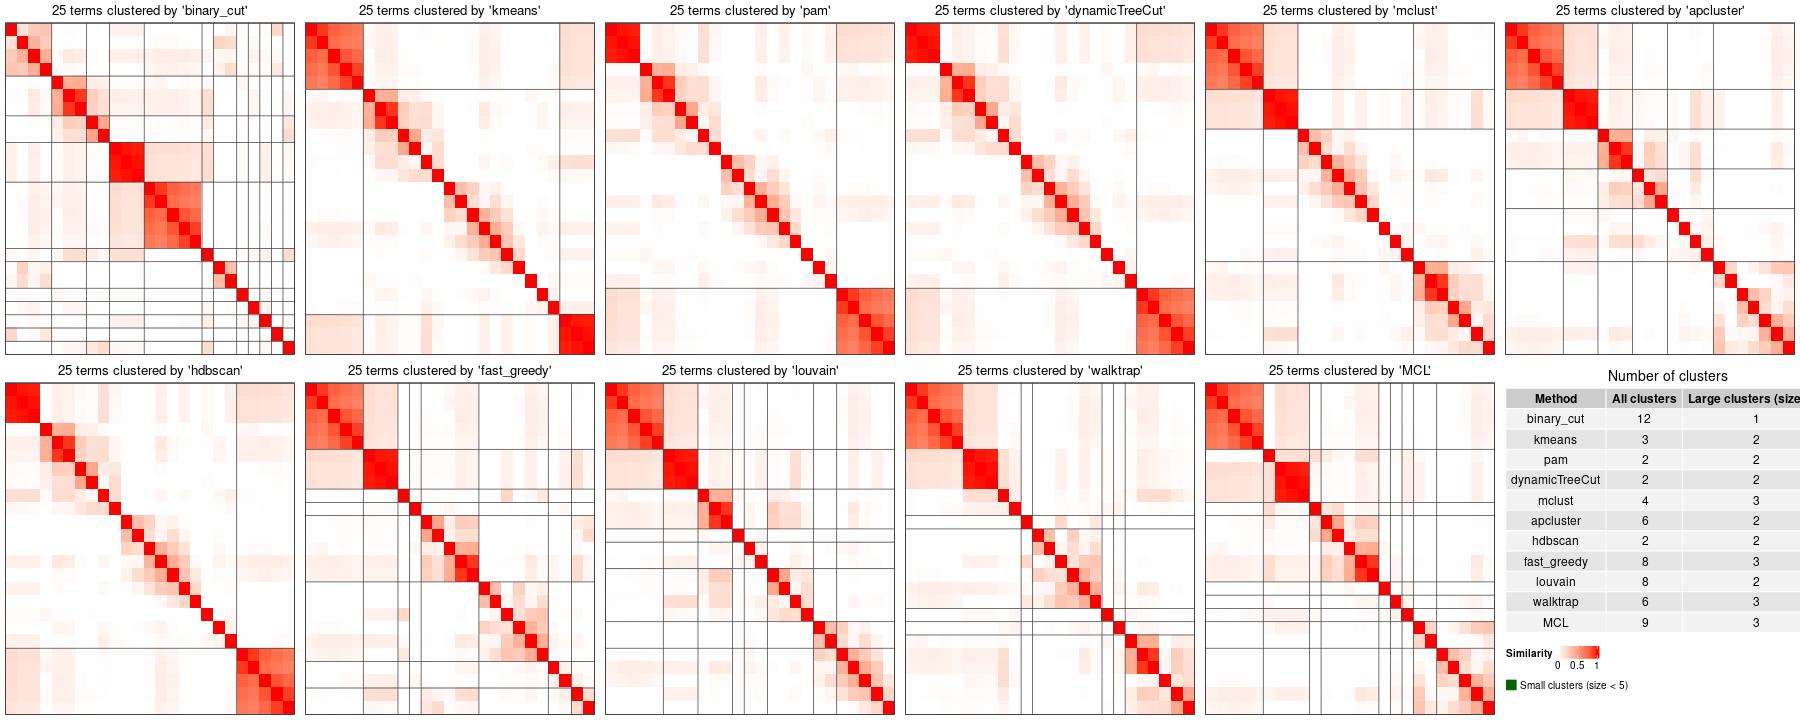 25 terms clustered by 'binary_cut'
25 terms clustered by 'kmeans'
25 terms clustered by 'pam'
25 terms clustered by 'dynamicTreeCut'
25 terms clustered by 'mclust'
25 terms clustered by 'apcluster'
25 terms clustered by 'hdbscan'
25 terms clustered by 'fast_greedy'
25 terms clustered by 'louvain'
25 terms clustered by 'walktrap'
25 terms clustered by 'MCL'
Number of clusters
Method All clusters Large clusters (size
binary_cut 12 1
kmeans 3 2
pam 2 2
dynamicTreeCut 2 2
mclust 4 3
apcluster 6 2
hdbscan 2 2
fast_greedy 8 3
louvain 8 2
walktrap 6 3
MCL 9 3
Similarity
0 0.5 1
Small clusters (size < 5)